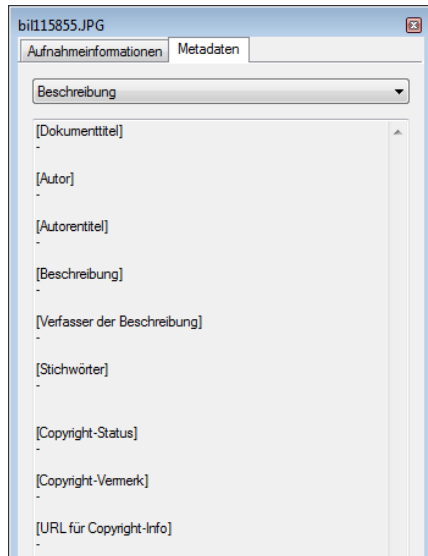 bil115855.JPG
Aufnahmeinformationen Metadaten
Beschreibung
[Dokumenttitel]
-
[Autor]
-
[Autorentitel]
-
[Beschreibung]
-
[Verfasser der Beschreibung]
-
[Stichwörter]
-
[Copyright-Status]
-
[Copyright-Vermerk]
-
[URL für Copyright-Info]
-